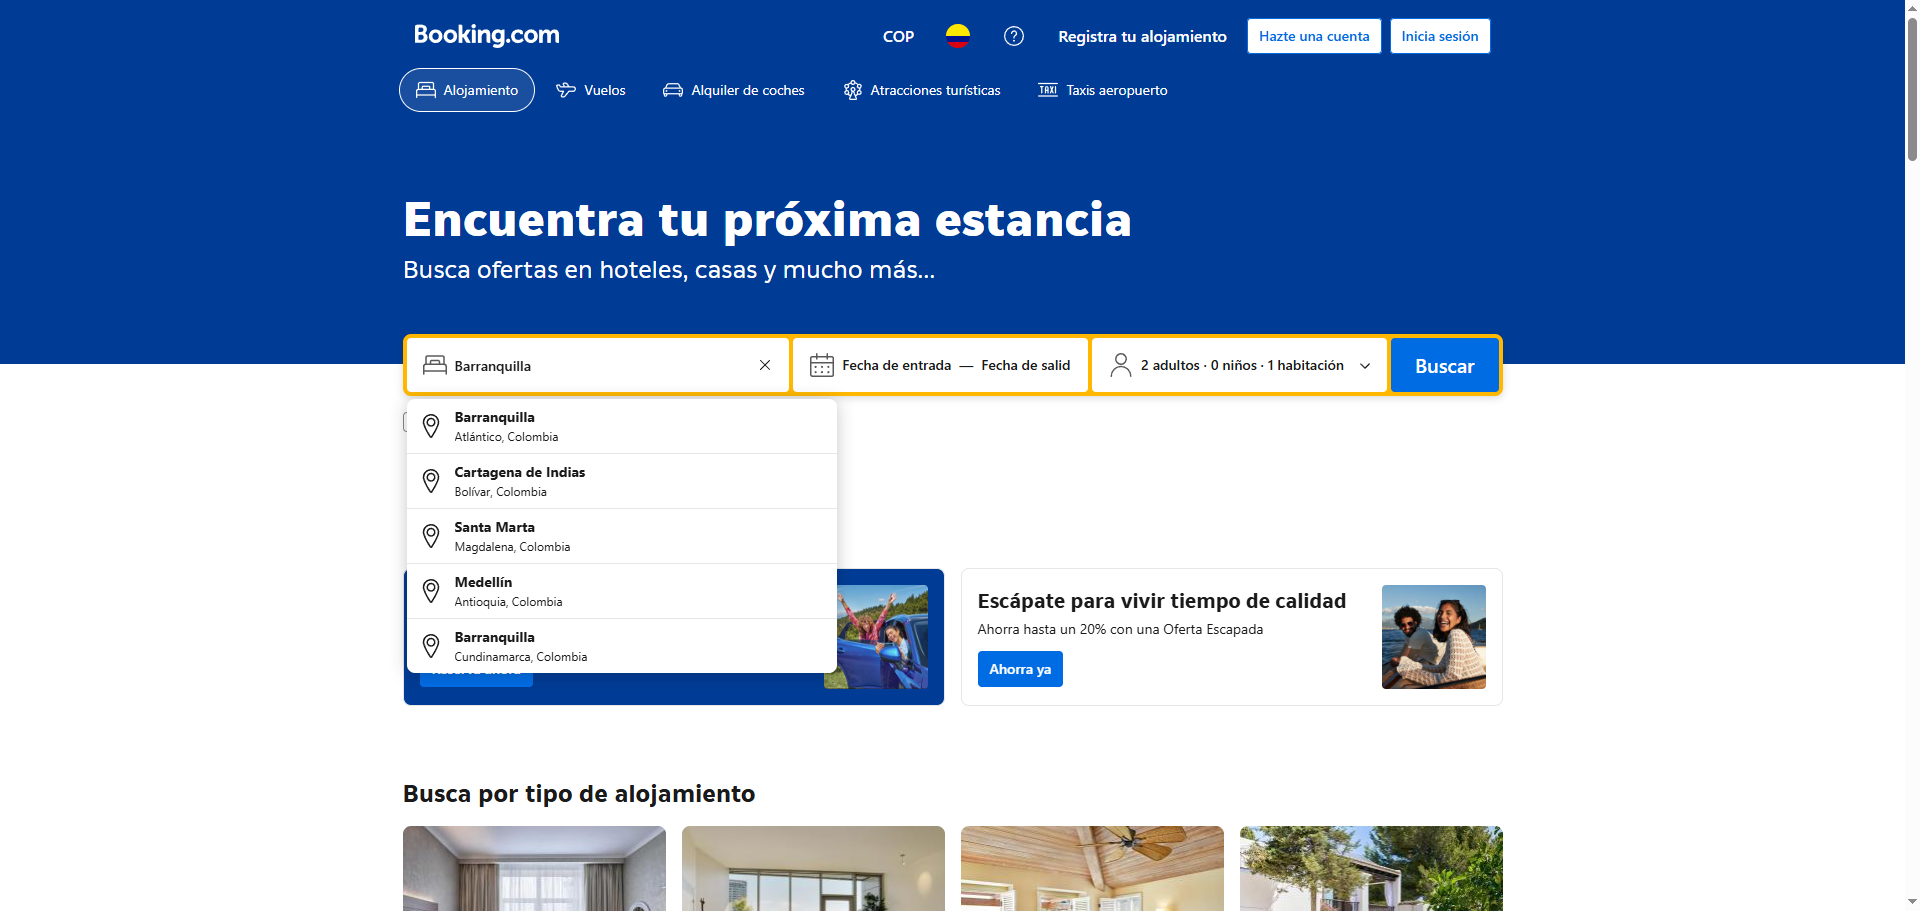 Booking.com
COP
Registra tu alojamiento
Hazte una cuenta
Inicia sesión
Alojamiento
Vuelos
Alquiler de coches
Atracciones turísticas
TAXI
Taxis aeropuerto
Encuentra tu próxima estancia
Busca ofertas en hoteles, casas y mucho más...
Barranquilla
Fecha de entrada — Fecha de salid
2 adultos · 0 niños · 1 habitación
Buscar
Barranquilla
Atlántico, Colombia
Cartagena de Indias
Bolívar, Colombia
Santa Marta
Magdalena, Colombia
Medellín
Antioquia, Colombia
Barranquilla
Cundinamarca, Colombia
Escápate para vivir tiempo de calidad
Ahorra hasta un 20% con una Oferta Escapada
Ahorra ya
Busca por tipo de alojamiento